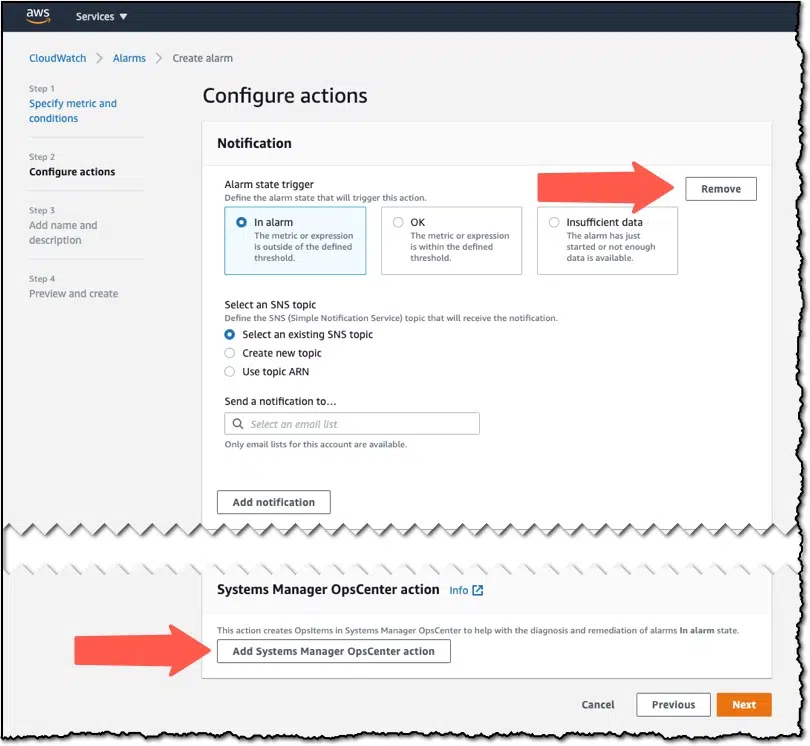 aws
Services ▼
CloudWatch > Alarms > Create alarm
Step 1
Specify metric and
conditions
Step 2
Configure actions
Step 3
Add name and
description
Step 4
Preview and create
Configure actions
Notification
Alarm state trigger
Define the alarm state that will trigger this action.
Remove
In alarm
The metric or expression
is outside of the defined
threshold.
OK
The metric or expression
is within the defined
threshold.
Insufficient data
The alarm has just
started or not enough
data is available.
Select an SNS topic
Define the SNS (Simple Notification Service) topic that will receive the notification.
Select an existing SNS topic
Create new topic
Use topic ARN
Send a notification to...
Select an email list
Only email lists for this account are available.
Add notification
Systems Manager OpsCenter action Info
This action creates OpsItems in Systems Manager OpsCenter to help with the diagnosis and remediation of alarms In alarm state.
Add Systems Manager OpsCenter action
Cancel
Previous
Next